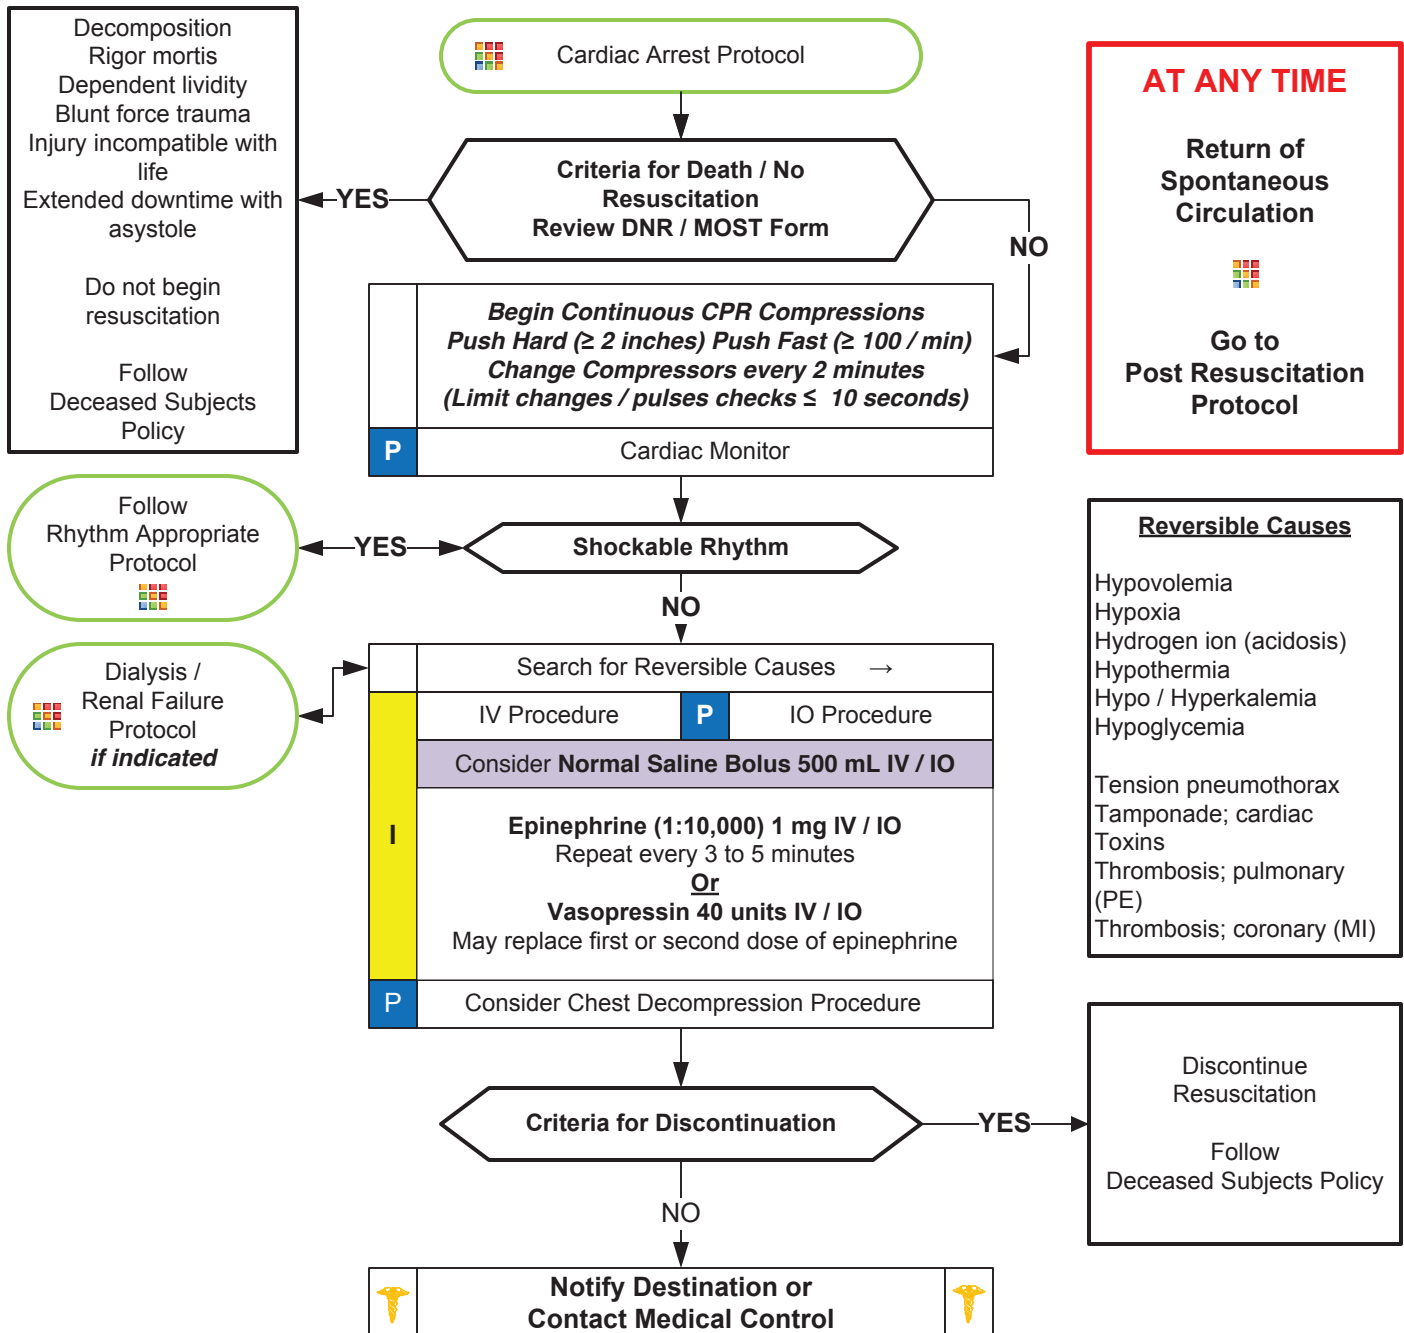 Cardiac Arrest Protocol
Decomposition
Rigor mortis
Dependent lividity
Blunt force trauma
Injury incompatible with
life
Extended downtime with
asystole
Do not begin
resuscitation
Follow
Deceased Subjects
Policy
YES
Criteria for Death / No
Resuscitation
Review DNR / MOST Form
NO
AT ANY TIME
Return of
Spontaneous
Circulation
Go to
Post Resuscitation
Protocol
Begin Continuous CPR Compressions
Push Hard (≥ 2 inches) Push Fast (≥ 100 / min)
Change Compressors every 2 minutes
(Limit changes / pulses checks ≤ 10 seconds)
P
Cardiac Monitor
Follow
Rhythm Appropriate
Protocol
YES
Shockable Rhythm
NO
Dialysis /
Renal Failure
Protocol
if indicated
Search for Reversible Causes →
I
IV Procedure
P
IO Procedure
Consider Normal Saline Bolus 500 mL IV / IO
Epinephrine (1:10,000) 1 mg IV / IO
Repeat every 3 to 5 minutes
Or
Vasopressin 40 units IV / IO
May replace first or second dose of epinephrine
P
Consider Chest Decompression Procedure
Reversible Causes
Hypovolemia
Hypoxia
Hydrogen ion (acidosis)
Hypothermia
Hypo / Hyperkalemia
Hypoglycemia
Tension pneumothorax
Tamponade; cardiac
Toxins
Thrombosis; pulmonary
(PE)
Thrombosis; coronary (MI)
Criteria for Discontinuation
YES
Discontinue
Resuscitation
Follow
Deceased Subjects Policy
NO
Notify Destination or
Contact Medical Control